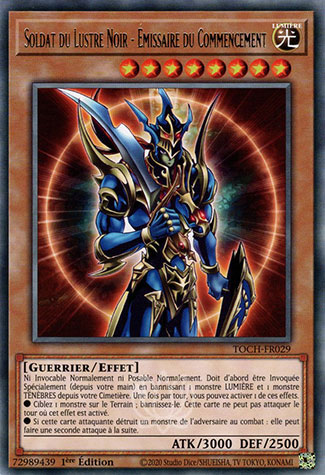 Soldat du Lustre Noir - Émissaire du Commencement
LUMIÈRE
光
TOCH-FR029
[Guerrier/Effet]
Ni Invocable Normalement ni Posable Normalement. Doit d'abord être Invoquée
Spécialement (depuis votre main) en bannissant 1 monstre LUMIÈRE et 1 monstre
TÉNÈBRES depuis votre Cimetière. Une fois par tour, vous pouvez activer 1 de ces effets.
● Ciblez 1 monstre sur le Terrain ; bannissez-le. Cette carte ne peut pas attaquer le
tour où cet effet est activé.
● Si cette carte attaquante détruit un monstre de l'adversaire au combat : elle peut
faire une seconde attaque à la suite.
ATK/3000 DEF/2500
72989439 1ère Édition ©2020 Studio Dice/SHUEISHA, TV TOKYO, KONAMI